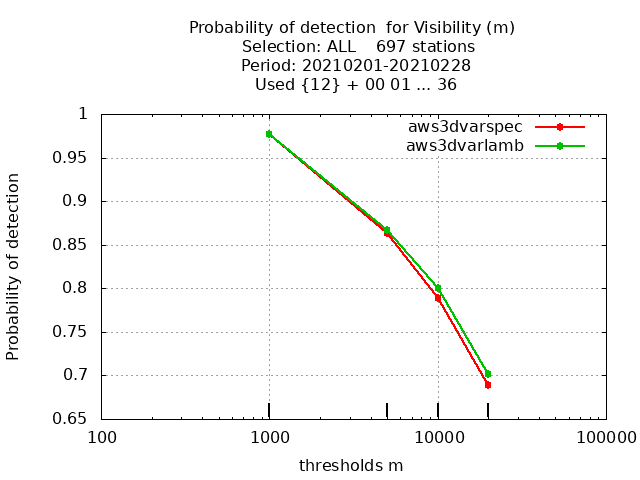 Probability of detection  for Visibility (m)
Selection: ALL    697 stations
Period: 20210201-20210228
Used {12} + 00 01 ... 36
aws3dvarspec
aws3dvarlamb
Probability of detection
1
0.95
0.9
0.85
0.8
0.75
0.7
0.65
100 1000 10000 100000
thresholds m